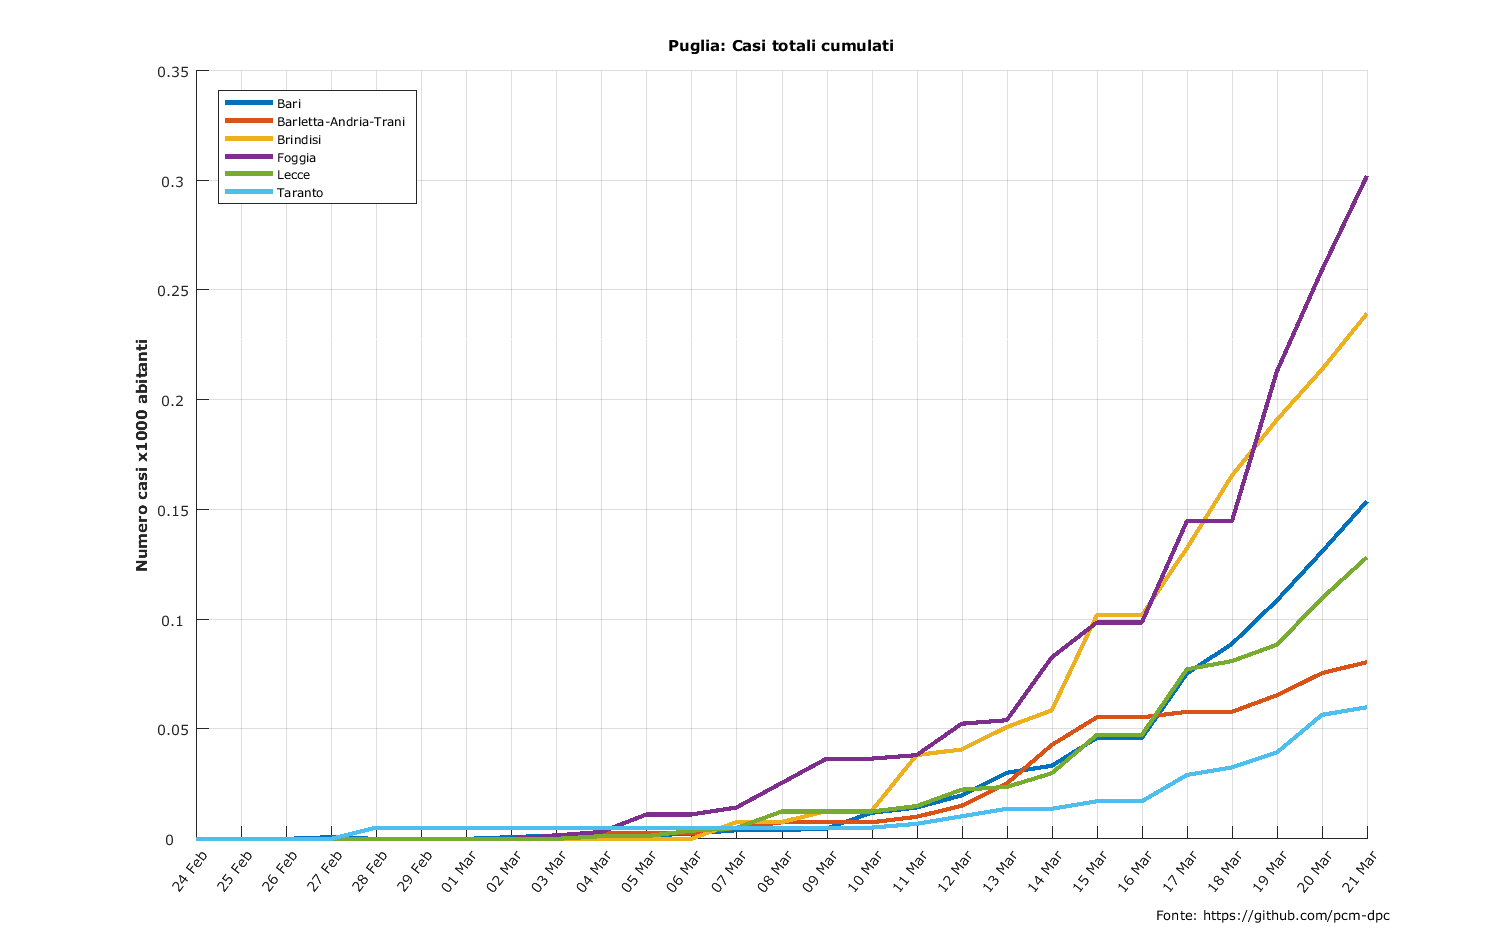 Puglia: Casi totali cumulati
0.35
0.3
0.25
0.2
0.15
0.1
0.05
0
Numero casi x1000 abitanti
Bari
Barletta-Andria-Trani
Brindisi
Foggia
Lecce
Taranto
24 Feb
25 Feb
26 Feb
27 Feb
28 Feb
29 Feb
01 Mar
02 Mar
03 Mar
04 Mar
05 Mar
06 Mar
07 Mar
08 Mar
09 Mar
10 Mar
11 Mar
12 Mar
13 Mar
14 Mar
15 Mar
16 Mar
17 Mar
18 Mar
19 Mar
20 Mar
21 Mar
Fonte: https://github.com/pcm-dpc